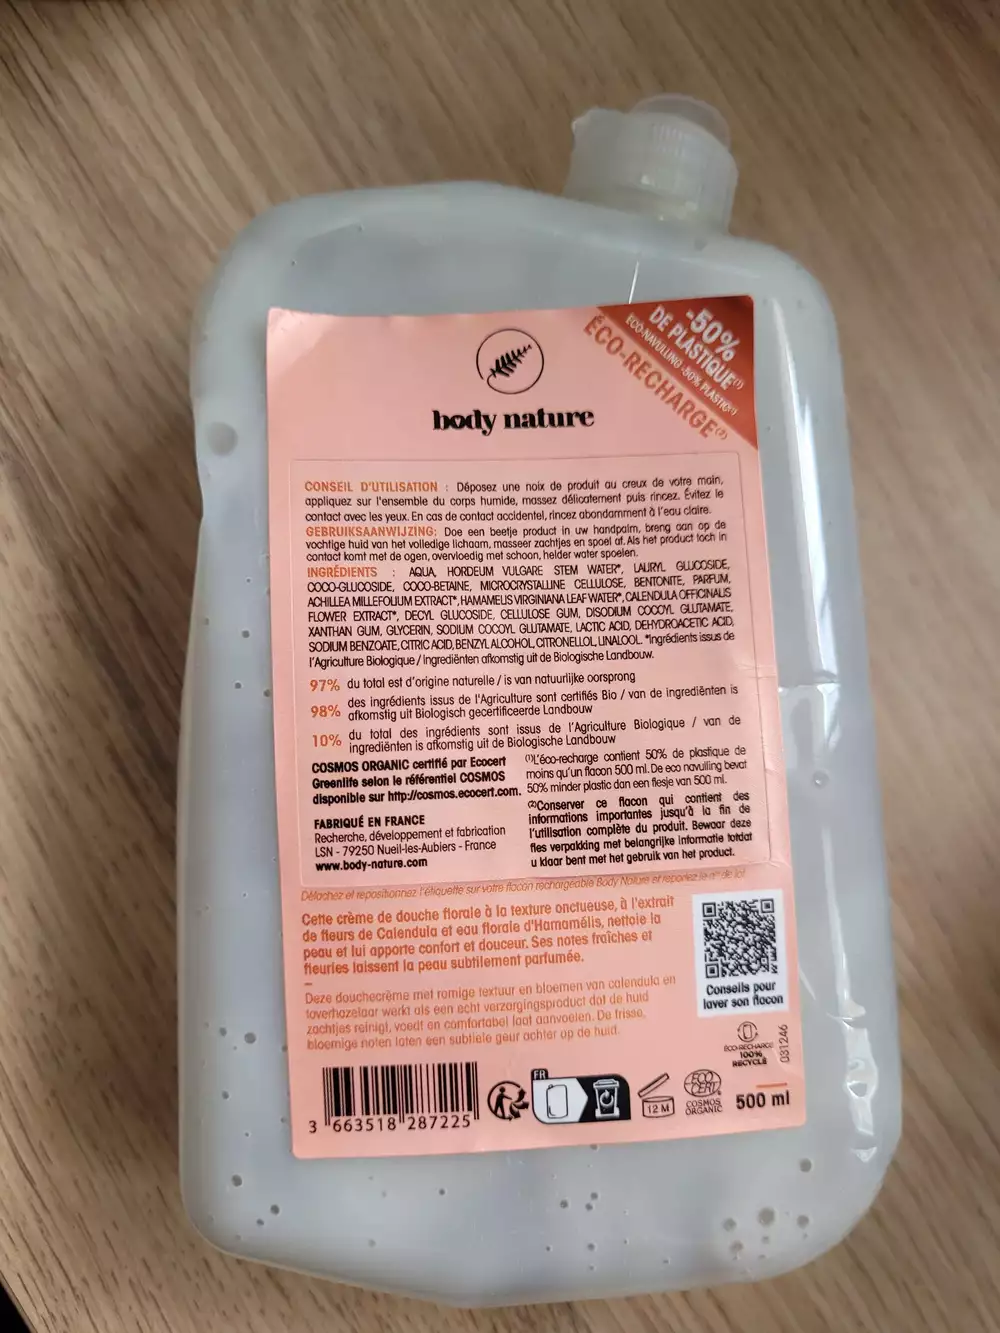 -50%
DE PLASTIQUE(1)
ECO-NAVULLING -50% PLASTIC(1)
ÉCO-RECHARGE(2)
body nature
CONSEIL D'UTILISATION : Déposez une noix de produit au creux de votre main,
appliquez sur l'ensemble du corps humide, massez délicatement puis rincez. Évitez le
contact avec les yeux. En cas de contact accidentel, rincez abondamment à l'eau claire.
GEBRUIKSAANWIJZING: Doe een beetje product in uw handpalm, breng aan op de
vochtige huid van het volledige lichaam, masseer zachtjes en spoel af. Als het product toch in
contact komt met de ogen, overvloedig met schoon, helder water spoelen.
INGRÉDIENTS : AQUA, HORDEUM VULGARE STEM WATER*, LAURYL GLUCOSIDE,
COCO-GLUCOSIDE, COCO-BETAINE, MICROCRYSTALLINE CELLULOSE, BENTONITE, PARFUM,
ACHILLEA MILLEFOLIUM EXTRACT*, HAMAMELIS VIRGINIANA LEAF WATER*, CALENDULA OFFICINALIS
FLOWER EXTRACT*, DECYL GLUCOSIDE, CELLULOSE GUM, DISODIUM COCOYL GLUTAMATE,
XANTHAN GUM, GLYCERIN, SODIUM COCOYL GLUTAMATE, LACTIC ACID, DEHYDROACETIC ACID,
SODIUM BENZOATE, CITRIC ACID, BENZYL ALCOHOL, CITRONELLOL, LINALOOL. *Ingrédients issus de
l'Agriculture Biologique / Ingrediënten afkomstig uit de Biologische Landbouw.
97% du total est d'origine naturelle / is van natuurlijke oorsprong
98% des ingrédients issus de l'Agriculture sont certifiés Bio / van de ingrediënten is
afkomstig uit Biologisch gecertificeerde Landbouw
10% du total des ingrédients sont issus de l'Agriculture Biologique / van de
ingrediënten is afkomstig uit de Biologische Landbouw
COSMOS ORGANIC certifié par Ecocert
Greenlife selon le référentiel COSMOS
disponible sur http://cosmos.ecocert.com.
FABRIQUÉ EN FRANCE
Recherche, développement et fabrication
LSN - 79250 Nueil-les-Aubiers - France
www.body-nature.com
(1)L'éco-recharge contient 50% de plastique de
moins qu'un flacon 500 ml. De eco navulling bevat
50% minder plastic dan een flesje van 500 ml.
(2)Conserver ce flacon qui contient des
informations importantes jusqu'à la fin de
l'utilisation complète du produit. Bewaar deze
fles verpakking met belangrijke informatie totdat
u klaar bent met het gebruik van het product.
Détachez et repositionnez l'étiquette sur votre flacon rechargeable Body Nature et reportez le n° de lot
Cette crème de douche florale à la texture onctueuse, à l'extrait
de fleurs de Calendula et eau florale d'Hamamélis, nettoie la
peau et lui apporte confort et douceur. Ses notes fraîches et
fleuries laissent la peau subtilement parfumée.
Deze douchecrème met romige textuur en bloemen van calendula en
toverhazelaar werkt als een echt verzorgingsproduct dat de huid
zachtjes reinigt, voedt en comfortabel laat aanvoelen. De frisse,
bloemige noten laten een subtiele geur achter op de huid.
Conseils pour
laver son flacon
ÉCO-RECHARGE
100%
RECYCLÉ
031246
3 663518 287225
FR
12 M
ECO
CERT
COSMOS
ORGANIC
500 ml